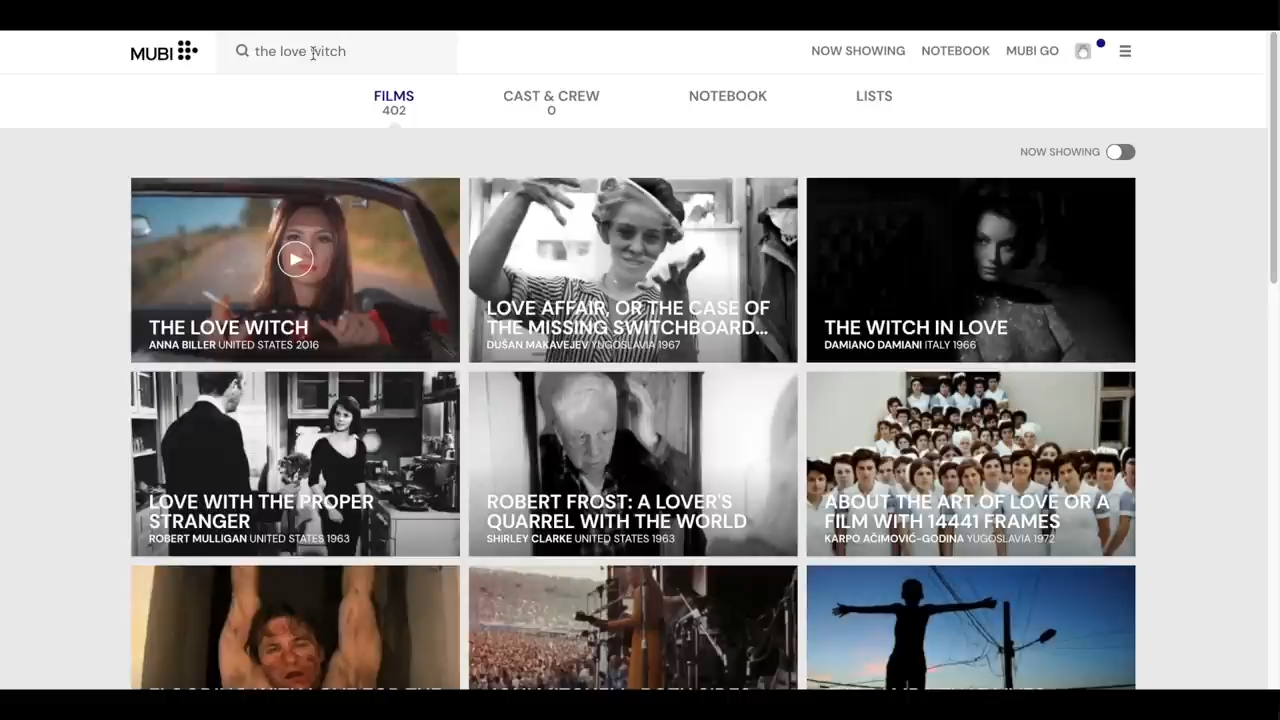 MUBI
the love witch
NOW SHOWING
NOTEBOOK
MUBI GO
FILMS
402
CAST & CREW
0
NOTEBOOK
LISTS
NOW SHOWING
THE LOVE WITCH
ANNA BILLER UNITED STATES 2016
LOVE AFFAIR, OR THE CASE OF
THE MISSING SWITCHBOARD...
DUŠAN MAKAVEJEV YUGOSLAVIA 1967
THE WITCH IN LOVE
DAMIANO DAMIANI ITALY 1966
LOVE WITH THE PROPER
STRANGER
ROBERT MULLIGAN UNITED STATES 1963
ROBERT FROST: A LOVER'S
QUARREL WITH THE WORLD
SHIRLEY CLARKE UNITED STATES 1963
ABOUT THE ART OF LOVE OR A
FILM WITH 14441 FRAMES
KARPO AĆIMOVIĆ-GODINA YUGOSLAVIA 1972